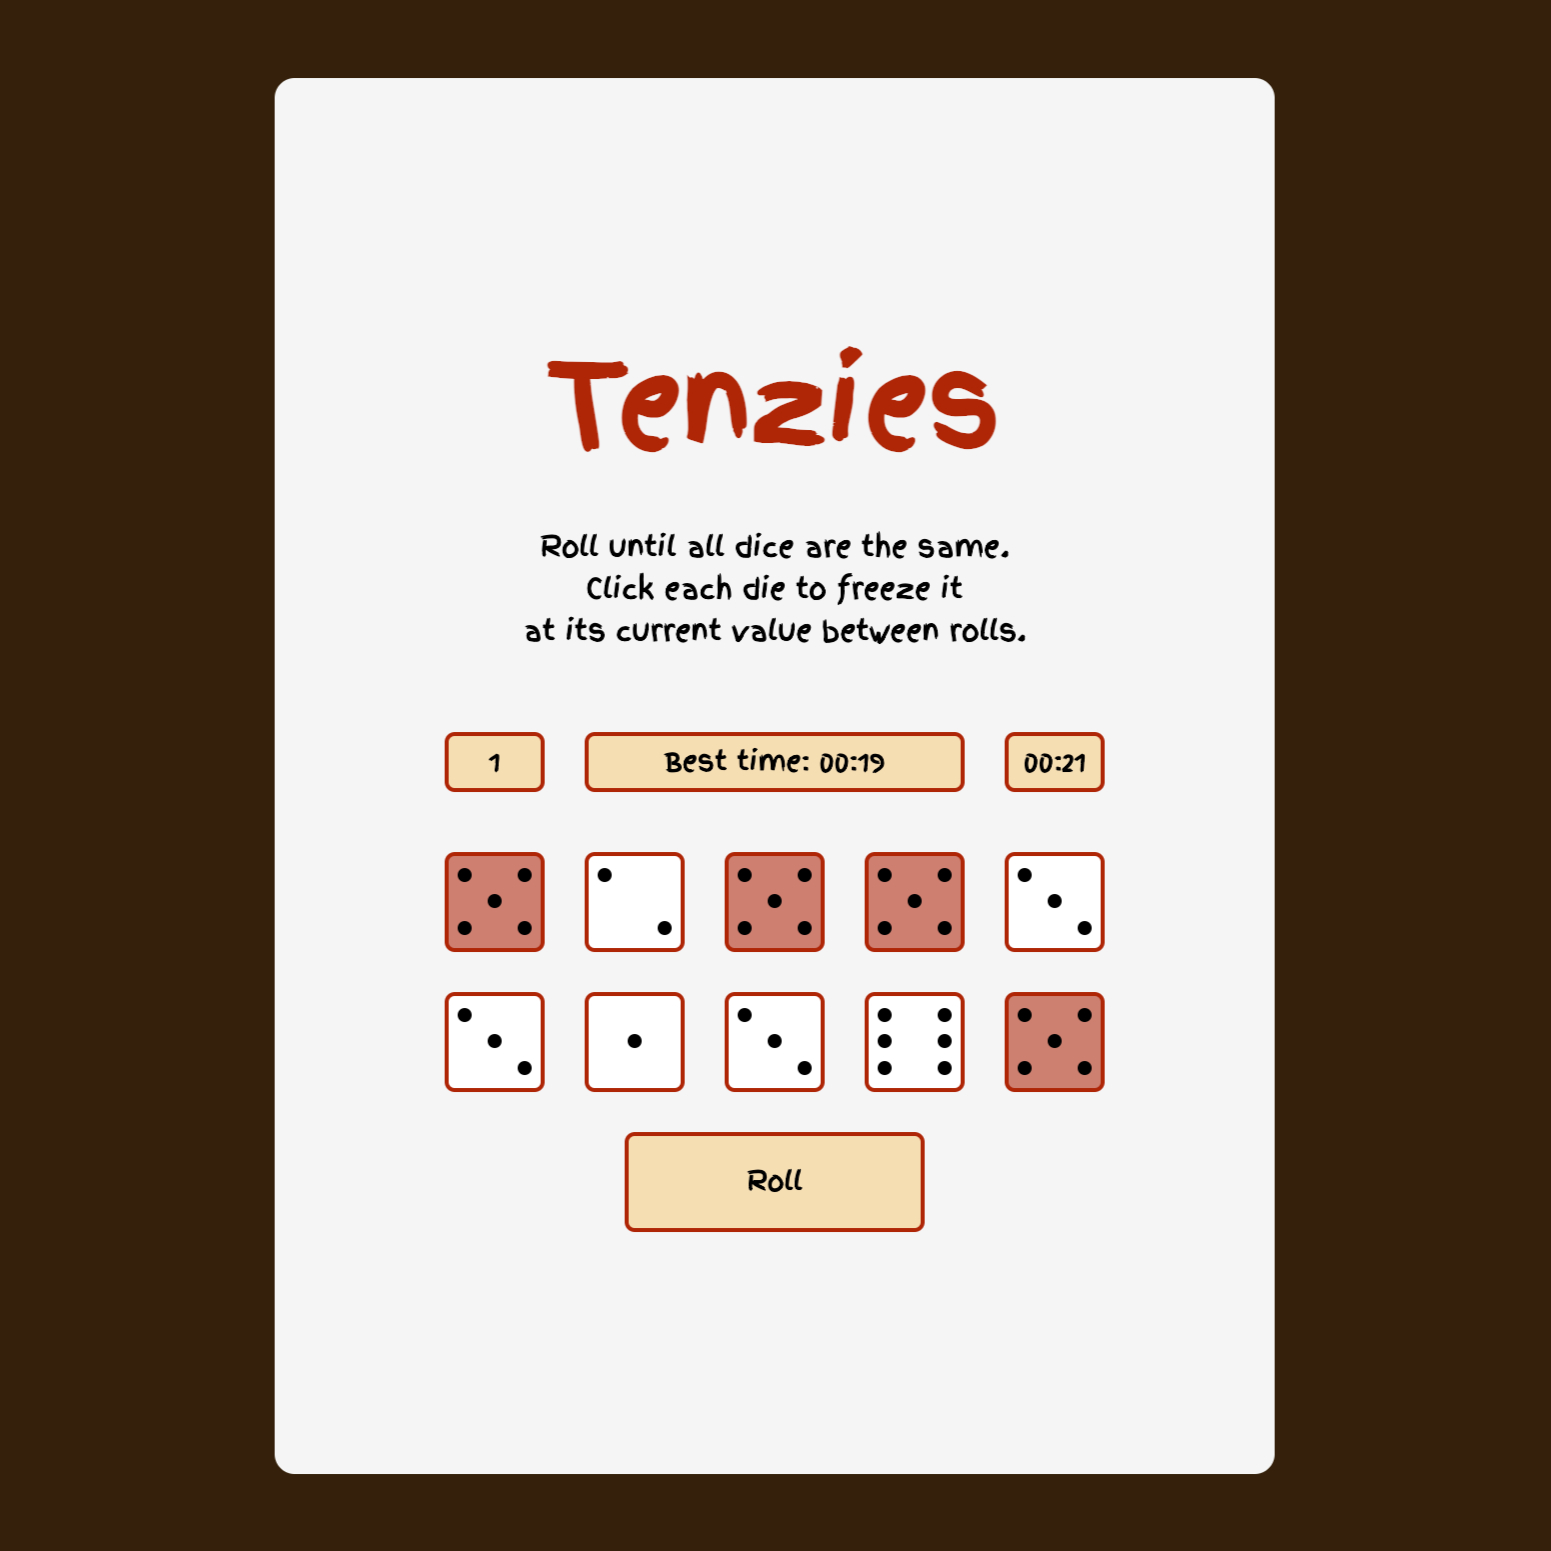 Tenzies
Roll until all dice are the same.
Click each die to freeze it
at its current value between rolls.
1
Best time: 00:19
00:21
Roll